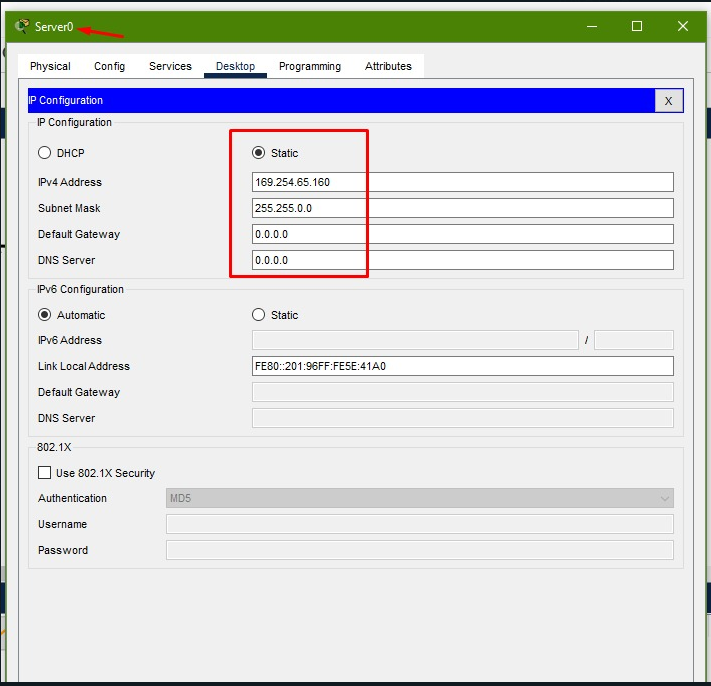 Server0
Physical Config Services Desktop Programming Attributes
IP Configuration X
IP Configuration
DHCP Static
IPv4 Address 169.254.65.160
Subnet Mask 255.255.0.0
Default Gateway 0.0.0.0
DNS Server 0.0.0.0
IPv6 Configuration
Automatic Static
IPv6 Address /
Link Local Address FE80::201:96FF:FE5E:41A0
Default Gateway
DNS Server
802.1X
Use 802.1X Security
Authentication MD5
Username
Password